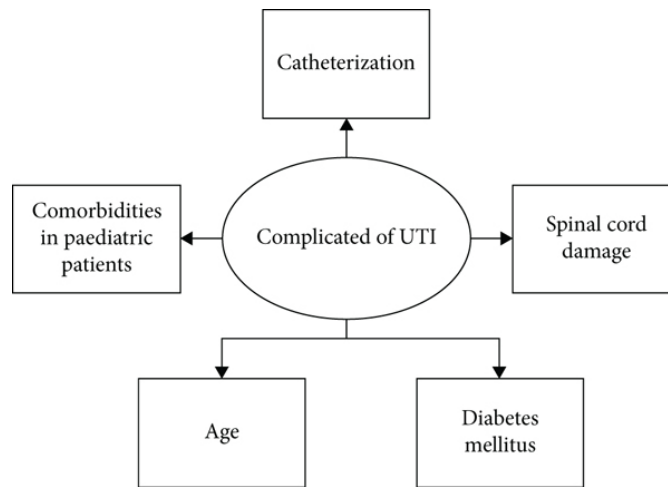 Catheterization
Comorbidities
in paediatric
patients
Complicated of UTI
Spinal cord
damage
Age
Diabetes
mellitus